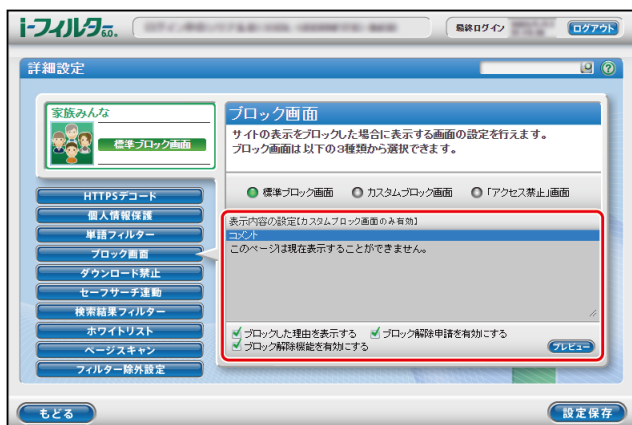 i-フィルター6.0.
最終ログイン
ログアウト
詳細設定
家族みんな
標準ブロック画面
ブロック画面
サイトの表示をブロックした場合に表示する画面の設定を行えます。
ブロック画面は以下の3種類から選択できます。
標準ブロック画面 カスタムブロック画面 「アクセス禁止」画面
HTTPSデコード
個人情報保護
単語フィルター
ブロック画面
ダウンロード禁止
セーフサーチ連動
検索結果フィルター
ホワイトリスト
ページスキャン
フィルター除外設定
表示内容の設定[カスタムブロック画面のみ有効]
コメント
このページは現在表示することができません。
ブロックした理由を表示する ブロック解除申請を有効にする
ブロック解除機能を有効にする
プレビュー
もどる
設定保存